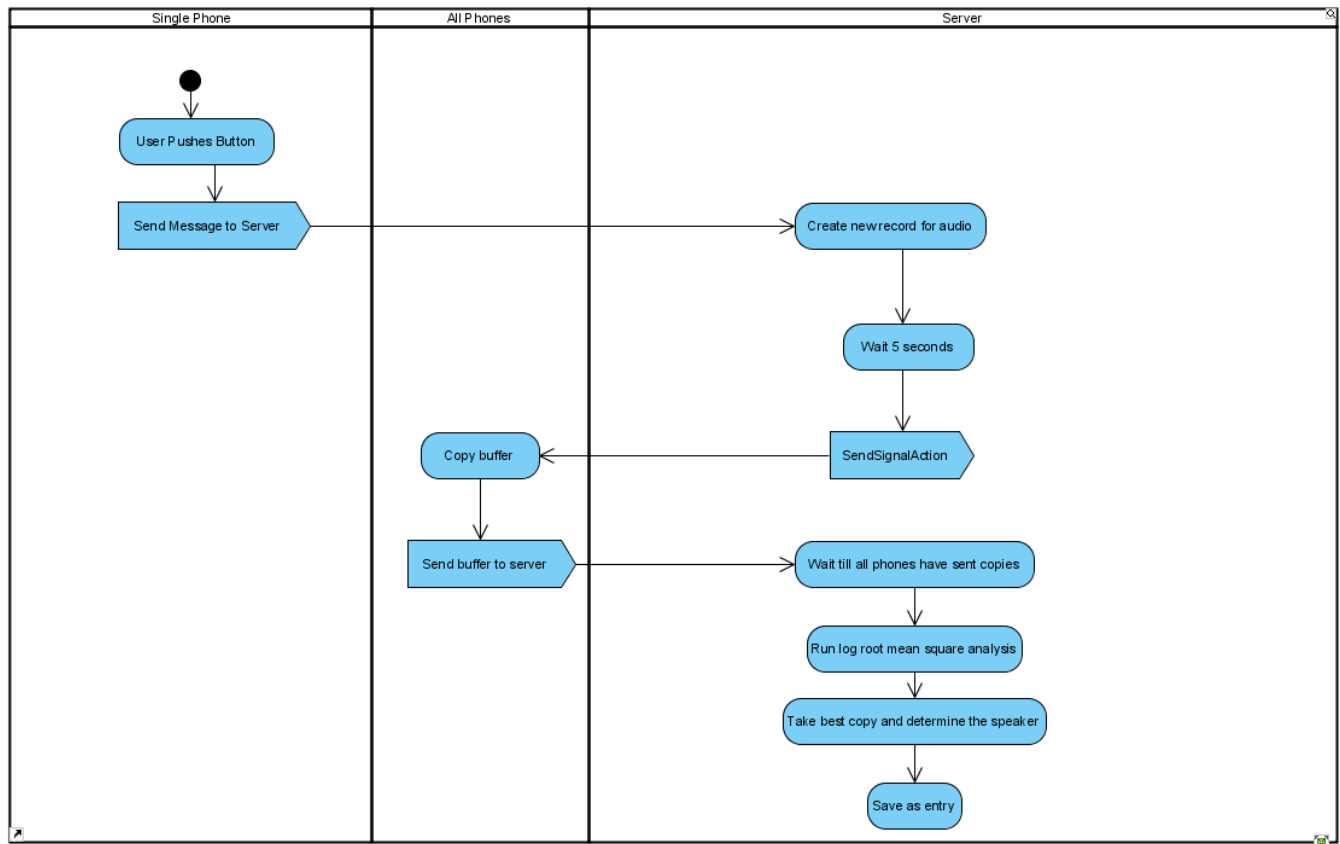 Single Phone
All Phones
Server
User Pushes Button
Send Message to Server
Create new record for audio
Wait 5 seconds
Copy buffer
SendSignalAction
Send buffer to server
Wait till all phones have sent copies
Run log root mean square analysis
Take best copy and determine the speaker
Save as entry